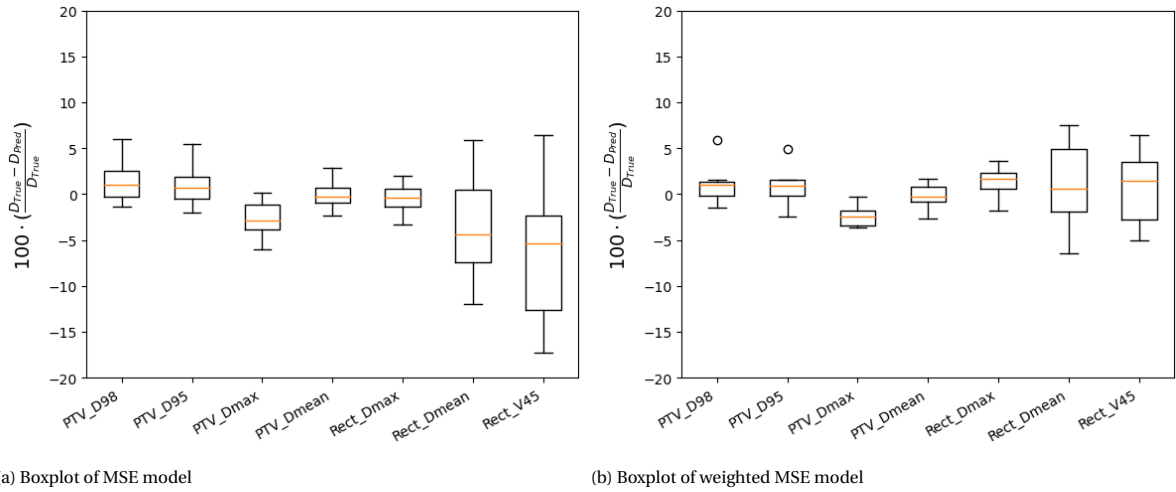 20
15
10
5
0
−5
−10
−15
−20
100 · (D_True − D_Pred / D_True)
PTV_D98
PTV_D95
PTV_Dmax
PTV_Dmean
Rect_Dmax
Rect_Dmean
Rect_V45
(a) Boxplot of MSE model
20
15
10
5
0
−5
−10
−15
−20
100 · (D_True − D_Pred / D_True)
PTV_D98
PTV_D95
PTV_Dmax
PTV_Dmean
Rect_Dmax
Rect_Dmean
Rect_V45
(b) Boxplot of weighted MSE model